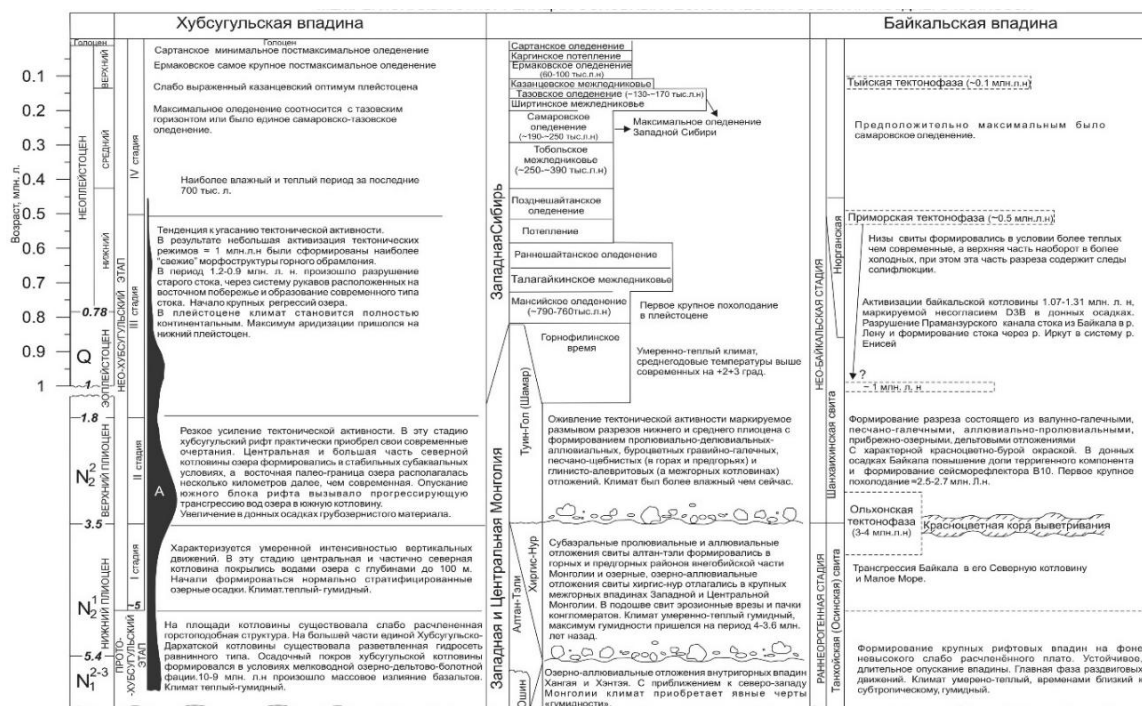 Хубсугульская впадина
Байкальская впадина
Голоцен
Возраст, млн. л.
0.1
0.2
0.3
0.4
0.5
0.6
0.7
0.78
0.8
0.9
1
1.8
3.5
~5
5.4
Q
N₂²
N₂¹
N₁²⁻³
НЕОПЛЕЙСТОЦЕН
ВЕРХНИЙ
СРЕДНИЙ
НИЖНИЙ
ЭОПЛЕЙСТОЦЕН
ВЕРХНИЙ ПЛИОЦЕН
НИЖНИЙ ПЛИОЦЕН
НЕО-ХУБСУГУЛЬСКИЙ ЭТАП
ПРОТО-
-ХУБСУГУЛЬСКИЙ
ЭТАП
IV стадия
III стадия
II стадия
I стадия
A
Голоцен
Сартанское минимальное постмаксимальное оледенение
Ермаковское самое крупное постмаксимальное оледенение
Слабо выраженный казанцевский оптимум плейстоцена
Максимальное оледенение соотносится с тазовским
горизонтом или было единое самаровско-тазовское
оледенение.
Наиболее влажный и теплый период за последние
700 тыс. л.
Тенденция к угасанию тектонической активности.
В результате небольшая активизация тектонических
режимов ≈ 1 млн.л.н были сформированы наиболее
"свежие" морфоструктуры горного обрамления.
В период 1.2-0.9 млн. л. н. произошло разрушение
старого стока, через систему рукавов расположенных на
восточном побережье и образование современного типа
стока. Начало крупных регрессий озера.
В плейстоцене климат становится полностью
континентальным. Максимум аридизации пришелся на
нижний плейстоцен.
Резкое усиление тектонической активности. В эту стадию
хубсугульский рифт практически приобрел свои современные
очертания. Центральная и большая часть северной
котловины озера формировались в стабильных субаквальных
условиях, а восточная палео-граница озера располагалась
несколько километров далее, чем современная. Опускание
южного блока рифта вызывало прогрессирующую
трансгрессию вод озера в южную котловину.
Увеличение в донных осадках грубозернистого материала.
Характеризуется умеренной интенсивностью вертикальных
движений. В эту стадию центральная и частично северная
котловина покрылись водами озера с глубинами до 100 м.
Начали формироваться нормально стратифицированные
озерные осадки. Климат.теплый-гумидный.
На площади котловины существовала слабо расчлененная
горстоподобная структура. На большей части единой Хубсугульско-
Дархатской котловины существовала разветвленная гидросеть
равнинного типа. Осадочный покров хубсугульской котловины
формировался в условиях мелководной озерно-дельтово-болотной
фации.10-9 млн. л.н произошло массовое излияние базальтов.
Климат теплый-гумидный.
ЗападнаяСибирь
Западная и Центральная Монголия
Сартанское оледенение
Каргинское потепление
Ермаковское оледенение
(60-100 тыс.л.н)
Казанцевское межледниковье
Тазовское оледенение (~130-~170 тыс.л.н)
Ширтинское межледниковье
Самаровское
оледенение
(~190-~250 тыс.л.н)
Максимальное оледенение
Западной Сибири
Тобольское
межледниковье
(~250-~390 тыс.л.н)
Позднешайтанское
оледенение
Потепление
Раннешайтанское оледенение
Талагайкинское межледниковье
Мансийское оледенение
(~790-760тыс.л.н)
Первое крупное похолодание
в плейстоцене
Горнофилинское
время
Умеренно-теплый климат,
среднегодовые температуры выше
современных на +2+3 град.
Туин-Гол (Шамар)
Оживление тектонической активности маркируемое
размывом разрезов нижнего и среднего плиоцена с
формированием пролювиально-делювиальных-
аллювиальных, буроцветных гравийно-галечных,
песчано-щебнистых (в горах и предгорьях) и
глинисто-алевритовых (а межгорных котловинах)
отложений. Климат был более влажный чем сейчас.
Алтан-Тэли
Хиргис-Нур
Субаэральные пролювиальные и аллювиальные
отложения свиты алтан-тэли формировались в
горных и предгорных районов внегобийской части
Монголии и озерные, озерно-аллювиальные
отложения свиты хиргис-нур отлагались в крупных
межгорных впадинах Западной и Центральной
Монголии. В подошве свит эрозионные врезы и пачки
конгломератов. Климат умеренно-теплый гумидный,
максимум гумидности пришелся на период 4-3.6 млн.
лет назад.
Ошин
Озерно-аллювиальные отложения внутригорных впадин
Хангая и Хэнтэя. С приближением к северо-западу
Монголии климат приобретает явные черты
«гумидности».
НЕО-БАЙКАЛЬСКАЯ СТАДИЯ
РАННЕОРОГЕННАЯ СТАДИЯ
Нюрганская
Шанхаихинская свита
Танхойская (Осинская) свита
Тыйская тектонофаза (~0.1 млн.л.н)
Предположительно максимальным было
самаровское оледенение.
Приморская тектонофаза (~0.5 млн.л.н)
Низы свиты формировались в условии более теплых
чем современные, а верхняя часть наоборот в более
холодных, при этом эта часть разреза содержит следы
солифлюкции.
Активизации байкальской котловины 1.07-1.31 млн. л. н,
маркируемой несогласием D3B в донных осадках.
Разрушение Праманзурского канала стока из Байкала в р.
Лену и формирование стока через р. Иркут в систему р.
Енисей
?
~ 1 млн. л. н
Формирование разреза состоящего из валунно-галечными,
песчано-галечными, аллювиально-пролювиальными,
прибрежно-озерными, дельтовыми отложениями
С характерной красноцветно-бурой окраской. В донных
осадках Байкала повышение доли терригенного компонента
и формирование сейсморефлектора В10. Первое крупное
похолодание ≈2.5-2.7 млн. Л.н.
Ольхонская
тектонофаза
(3-4 млн.л.н)
Красноцветная кора выветривания
Трансгрессия Байкала в его Северную котловину
и Малое Море.
Формирование крупных рифтовых впадин на фоне
невысокого слабо расчленённого плато. Устойчивое,
длительное опускание впадины. Главная фаза раздвиговых
движений. Климат умерено-теплый, временами близкий к
субтропическому, гумидный.